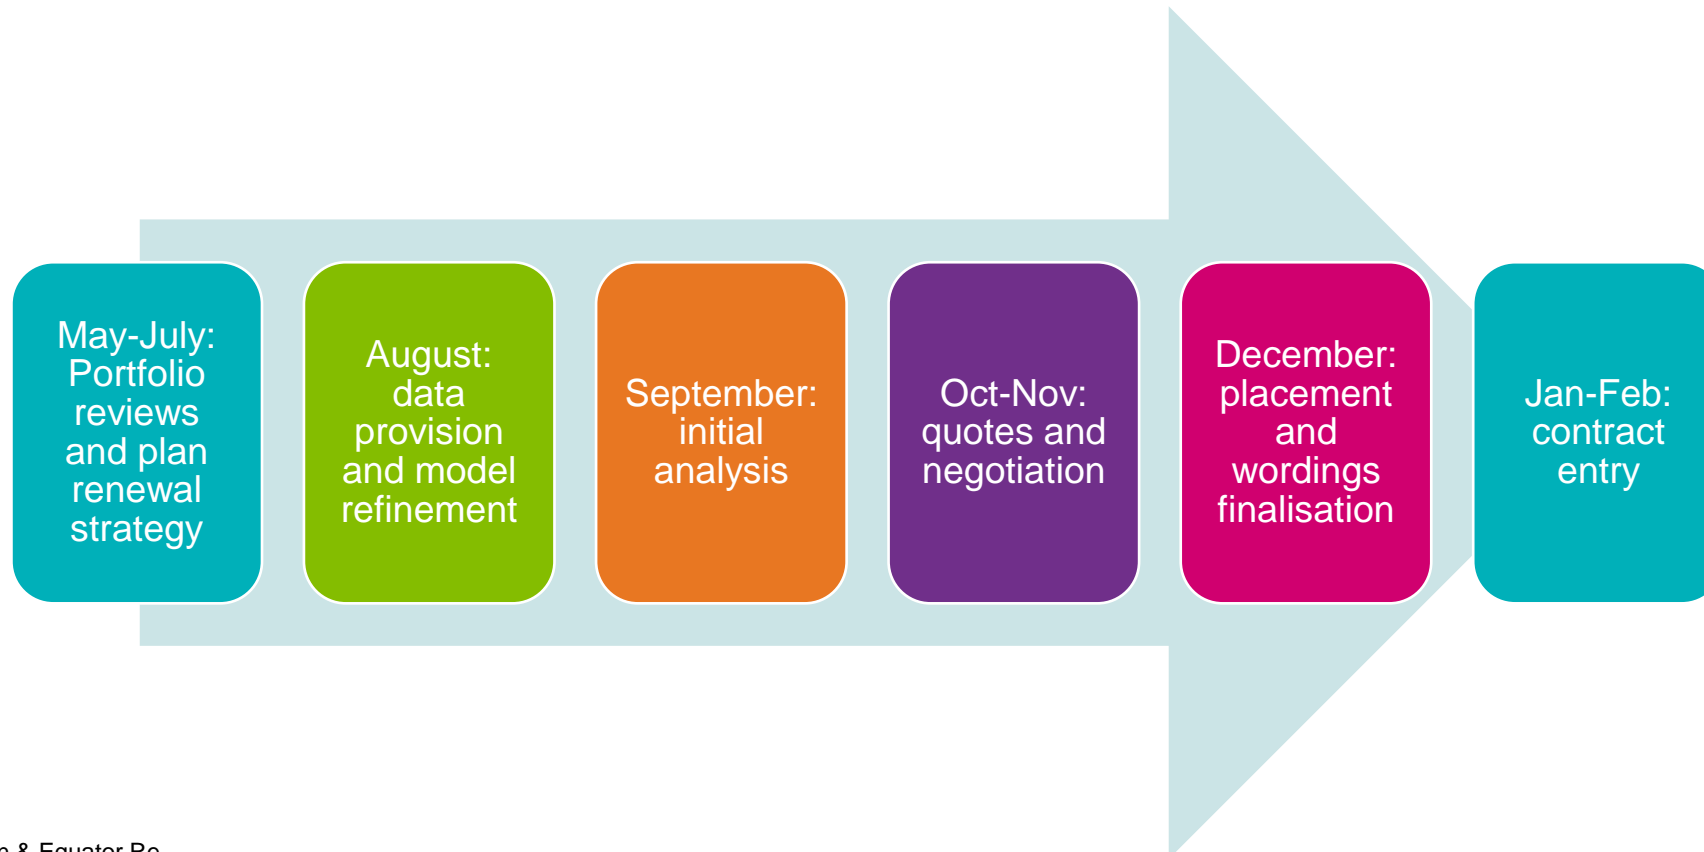 May-July:
Portfolio
reviews
and plan
renewal
strategy
August:
data
provision
and model
refinement
September:
initial
analysis
Oct-Nov:
quotes and
negotiation
December:
placement
and
wordings
finalisation
Jan-Feb:
contract
entry
& Equator Re